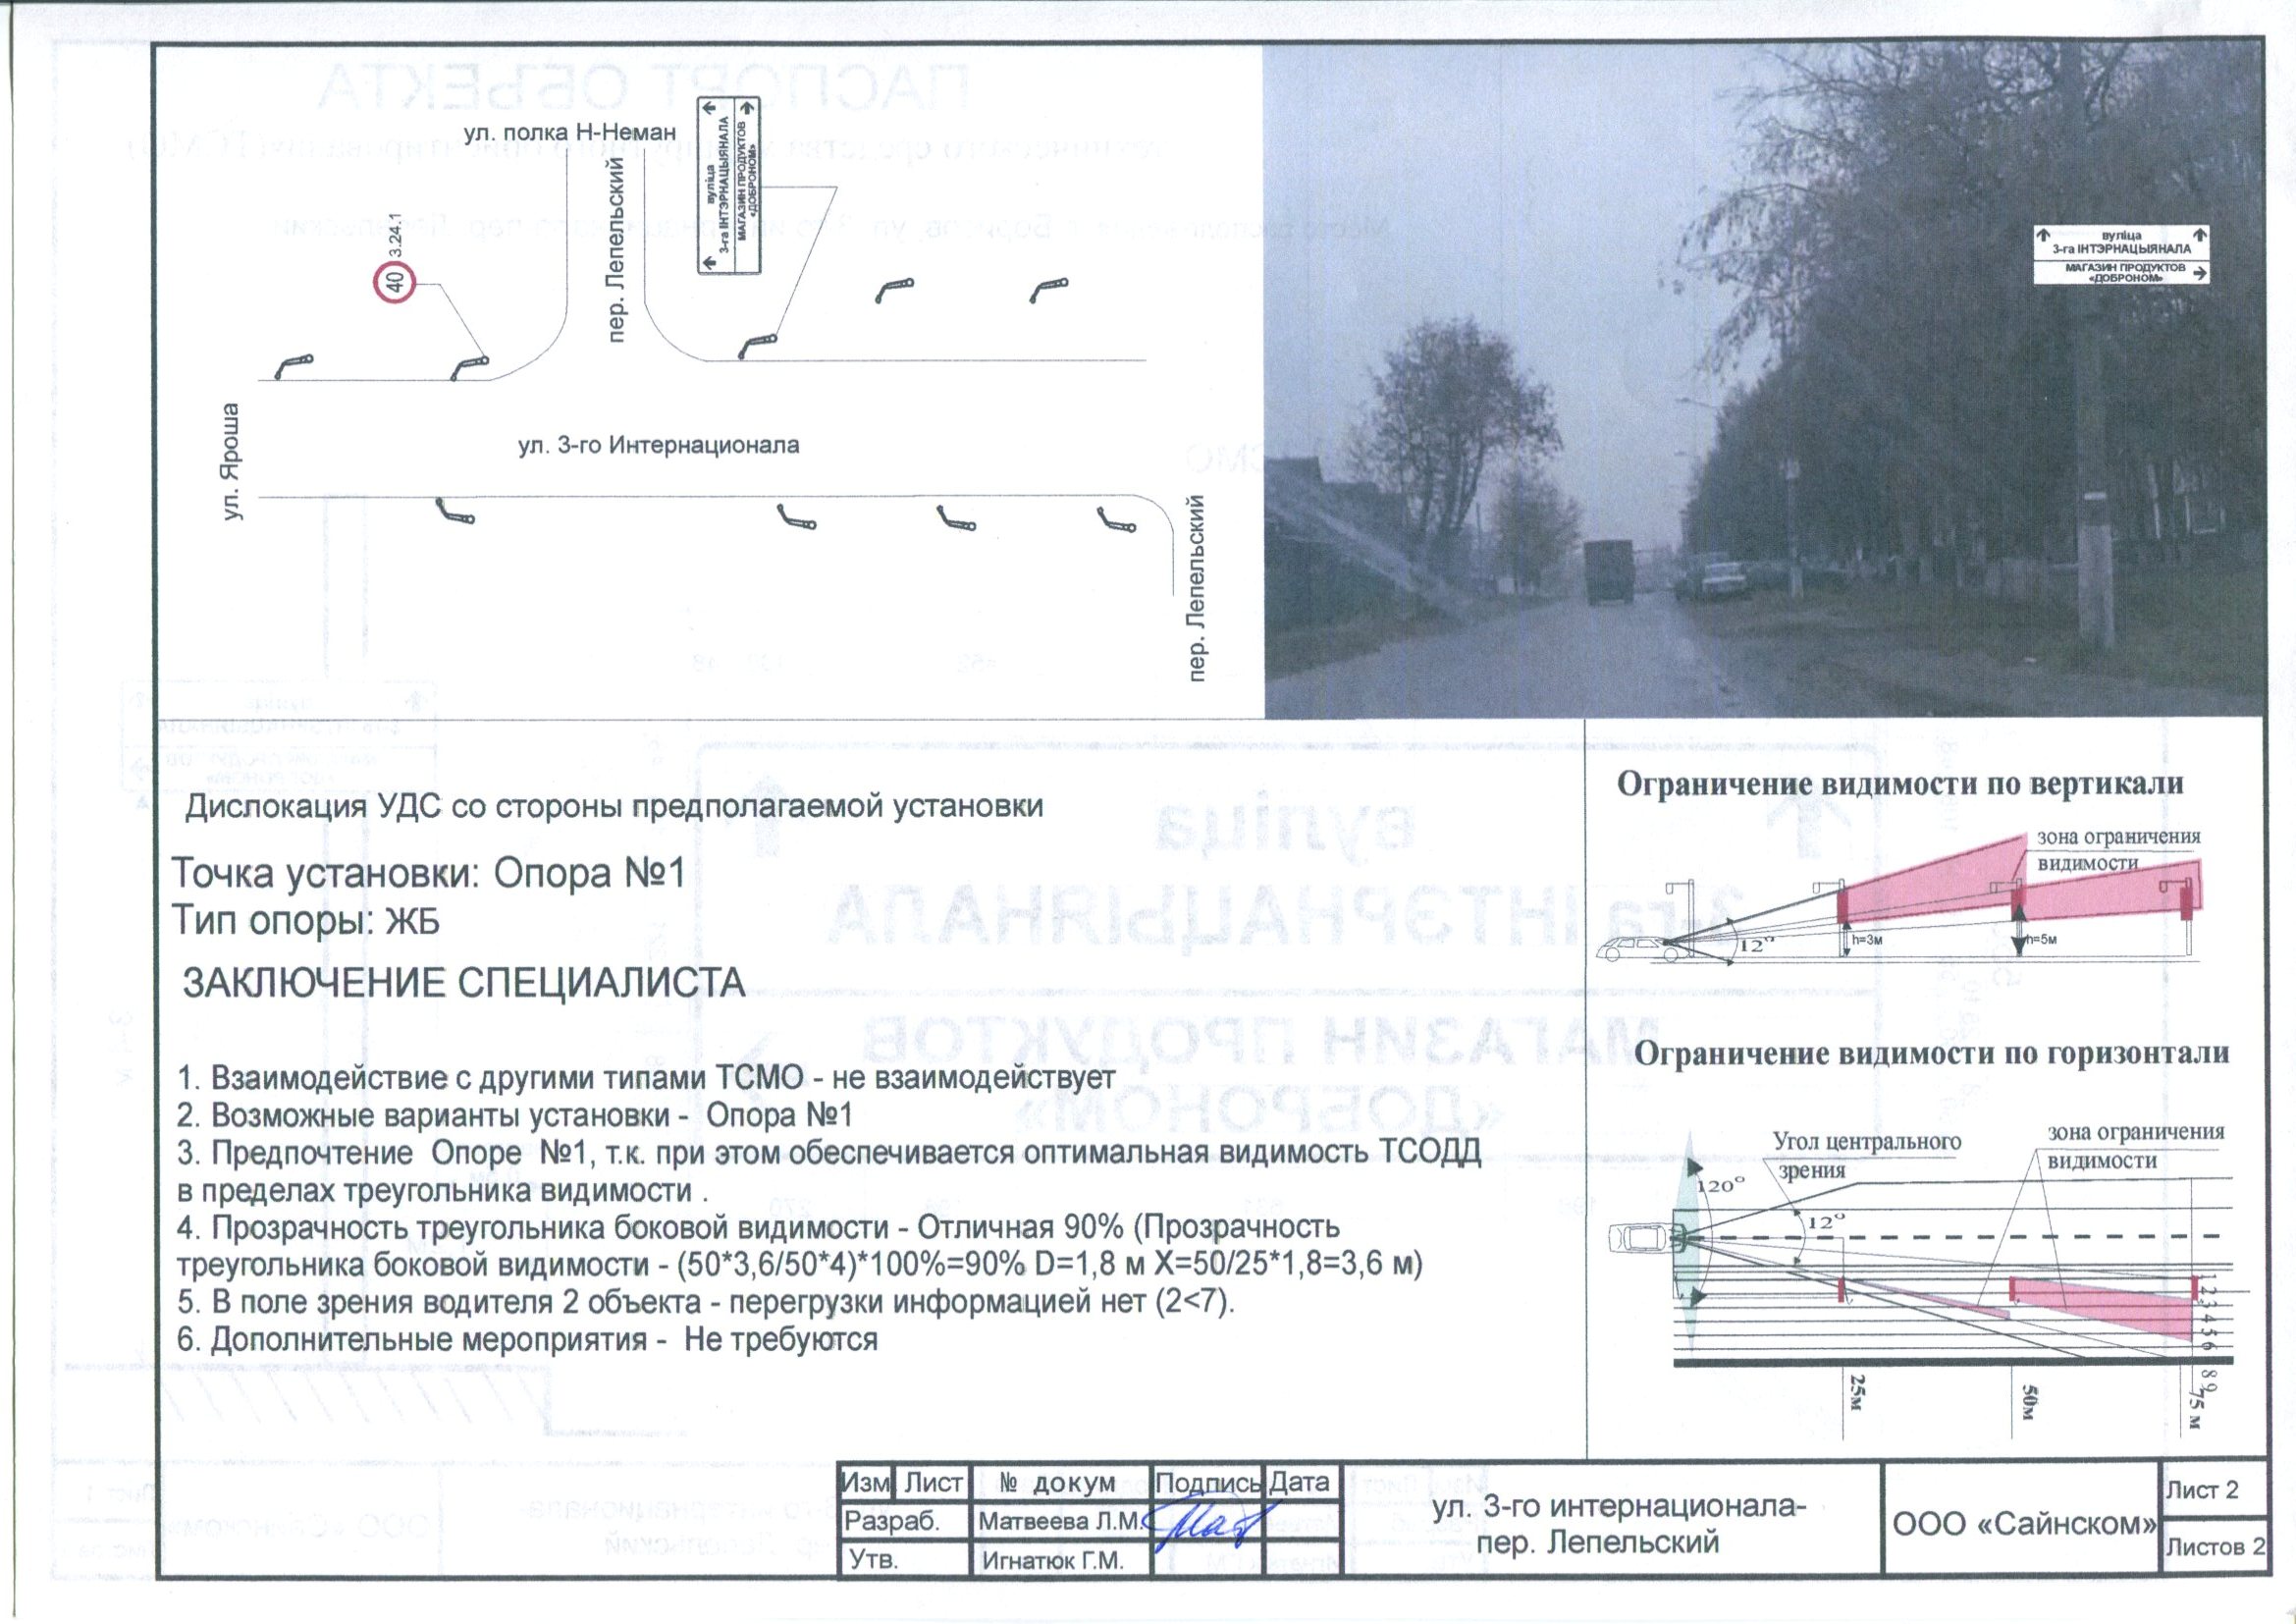 ул. полка Н-Неман
пер. Лепельский
вуліца
3-га ІНТЭРНАЦЫЯНАЛА
МАГАЗИН ПРОДУКТОВ
«ДОБРОНОМ»
40
3.24.1
ул. Яроша
ул. 3-го Интернационала
пер. Лепельский
вуліца
3-га ІНТЭРНАЦЫЯНАЛА
МАГАЗИН ПРОДУКТОВ
«ДОБРОНОМ»
Дислокация УДС со стороны предполагаемой установки
Точка установки: Опора №1
Тип опоры: ЖБ
ЗАКЛЮЧЕНИЕ СПЕЦИАЛИСТА
1. Взаимодействие с другими типами ТСМО - не взаимодействует
2. Возможные варианты установки - Опора №1
3. Предпочтение Опоре №1, т.к. при этом обеспечивается оптимальная видимость ТСОДД
в пределах треугольника видимости .
4. Прозрачность треугольника боковой видимости - Отличная 90% (Прозрачность
треугольника боковой видимости - (50*3,6/50*4)*100%=90% D=1,8 м X=50/25*1,8=3,6 м)
5. В поле зрения водителя 2 объекта - перегрузки информацией нет (2<7).
6. Дополнительные мероприятия - Не требуются
Ограничение видимости по вертикали
зона ограничения
видимости
12°
h=3м
h=5м
Ограничение видимости по горизонтали
Угол центрального
зрения
зона ограничения
видимости
120°
12°
1 2 3 4 5 6 8 9
25м
50м
75 м
Изм Лист № докум Подпись Дата
Разраб. Матвеева Л.М.
Утв. Игнатюк Г.М.
ул. 3-го интернационала-
пер. Лепельский
ООО «Сайнском»
Лист 2
Листов 2